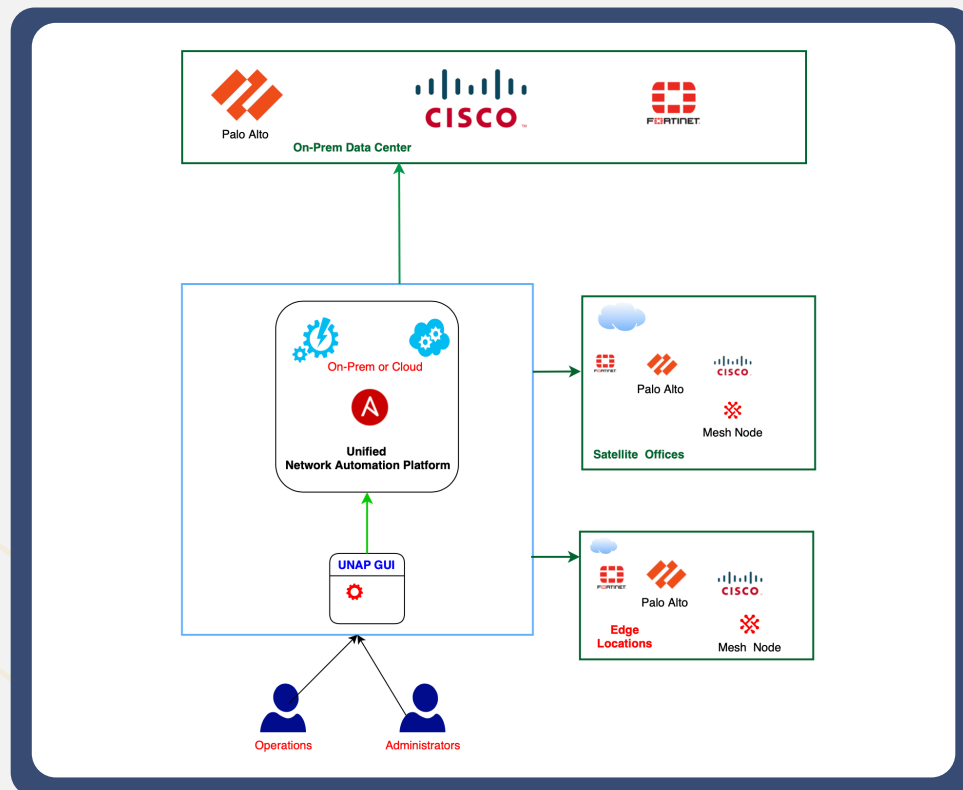 Palo Alto
CISCO
FORTINET
On-Prem Data Center
On-Prem or Cloud
Unified
Network Automation Platform
UNAP GUI
Operations
Administrators
FORTINET
Palo Alto
CISCO
Mesh Node
Satellite Offices
FORTINET
Palo Alto
CISCO
Edge
Locations
Mesh Node